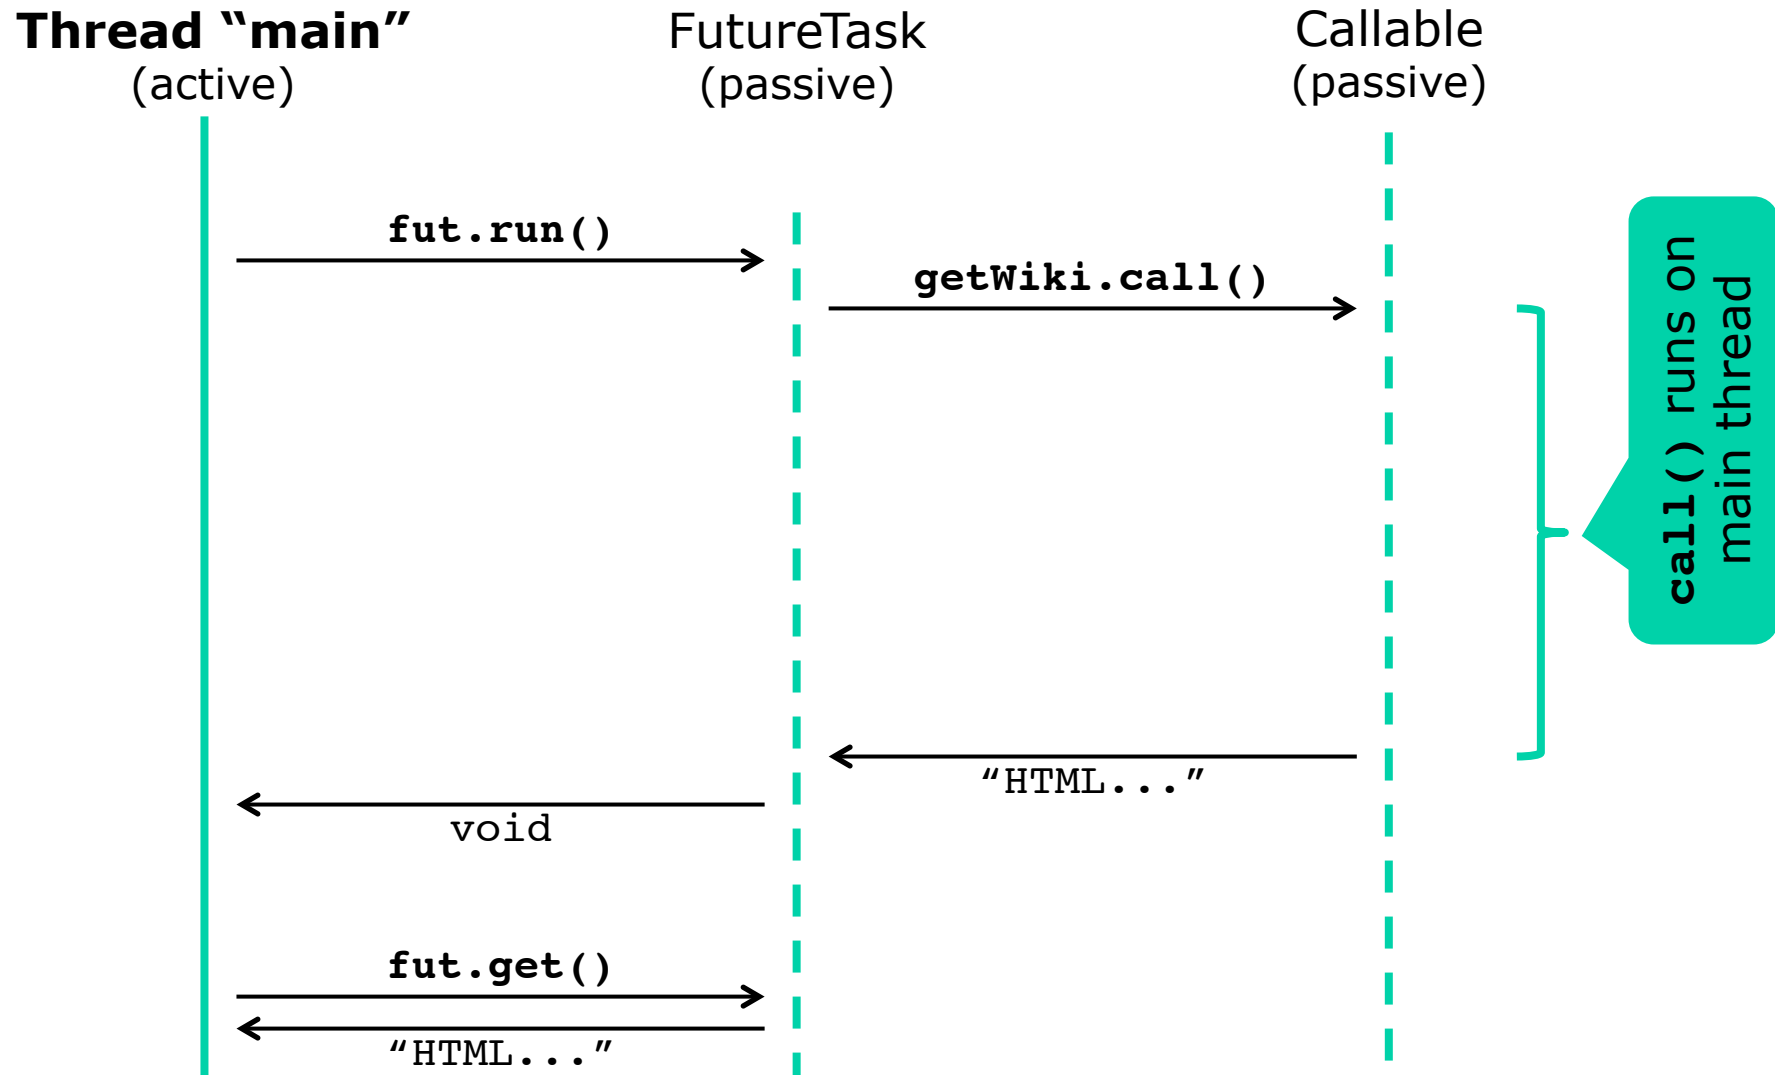 Thread “main”
(active)
FutureTask
(passive)
Callable
(passive)
fut.run()
getWiki.call()
call() runs on
main thread
“HTML...”
void
fut.get()
“HTML...”